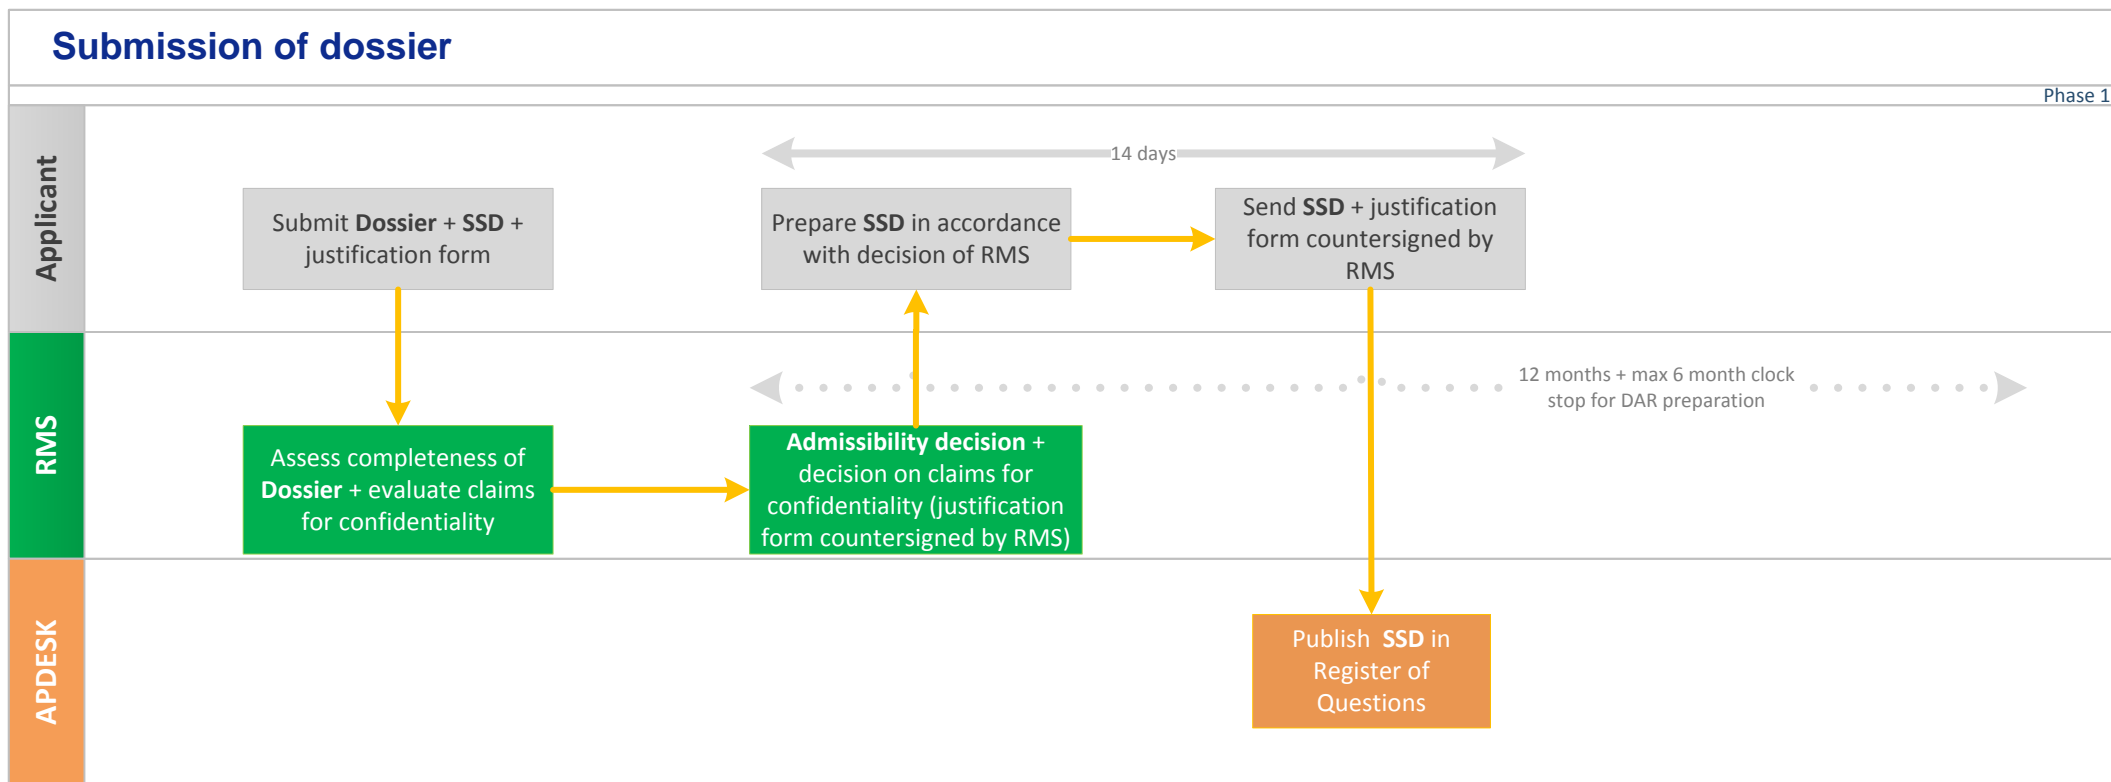 Submission of dossier
Phase 1
Applicant
14 days
Submit Dossier + SSD +
justification form
Prepare SSD in accordance
with decision of RMS
Send SSD + justification
form countersigned by
RMS
RMS
12 months + max 6 month clock
stop for DAR preparation
Assess completeness of
Dossier + evaluate claims
for confidentiality
Admissibility decision +
decision on claims for
confidentiality (justification
form countersigned by RMS)
APDESK
Publish SSD in
Register of
Questions